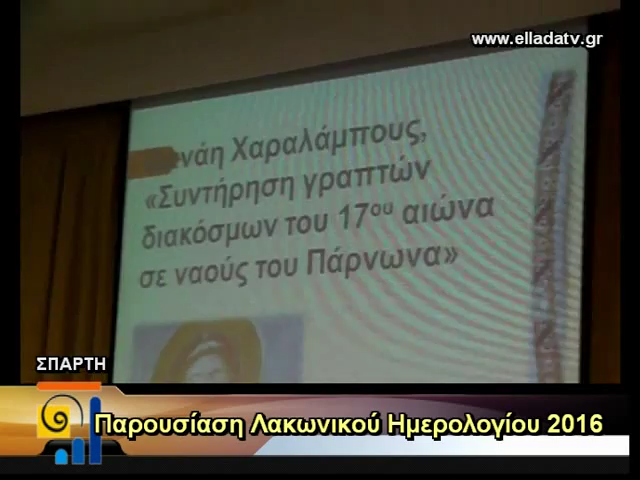 www.elladatv.gr
νάη Χαραλάμπους,
«Συντήρηση γραπτών
διακόσμων του 17ου αιώνα
σε ναούς του Πάρνωνα»
ΣΠΑΡΤΗ
Παρουσίαση Λακωνικού Ημερολογίου 2016